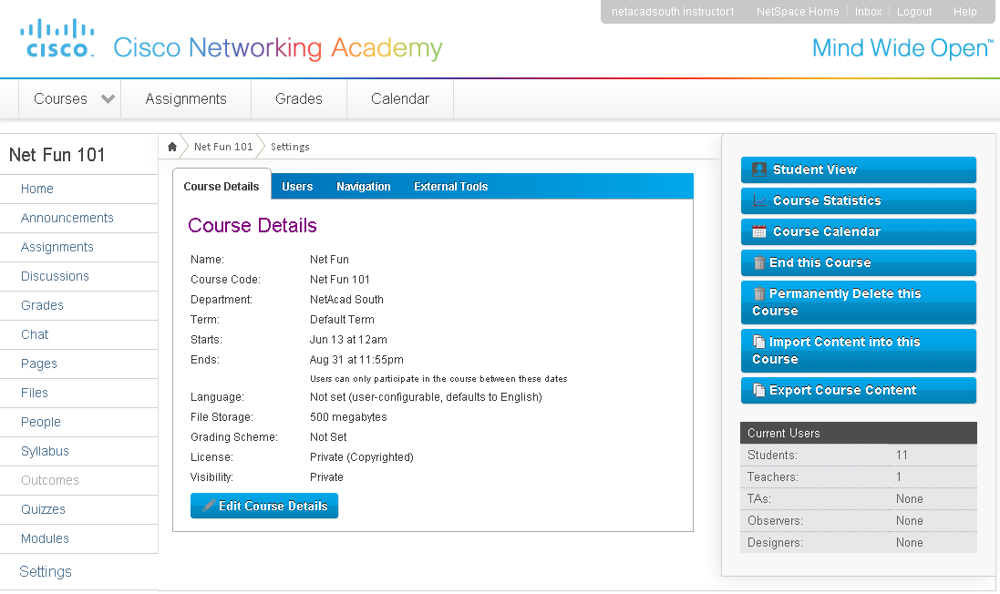 netacadsouth instructor1 NetSpace Home Inbox Logout Help
cisco. Cisco Networking Academy Mind Wide Open™
Courses Assignments Grades Calendar
Net Fun 101
Home
Announcements
Assignments
Discussions
Grades
Chat
Pages
Files
People
Syllabus
Outcomes
Quizzes
Modules
Settings
Net Fun 101 Settings
Course Details Users Navigation External Tools
Course Details
Name: Net Fun
Course Code: Net Fun 101
Department: NetAcad South
Term: Default Term
Starts: Jun 13 at 12am
Ends: Aug 31 at 11:55pm
Users can only participate in the course between these dates
Language: Not set (user-configurable, defaults to English)
File Storage: 500 megabytes
Grading Scheme: Not Set
License: Private (Copyrighted)
Visibility: Private
Edit Course Details
Student View
Course Statistics
Course Calendar
End this Course
Permanently Delete this
Course
Import Content into this
Course
Export Course Content
Current Users
Students: 11
Teachers: 1
TAs: None
Observers: None
Designers: None